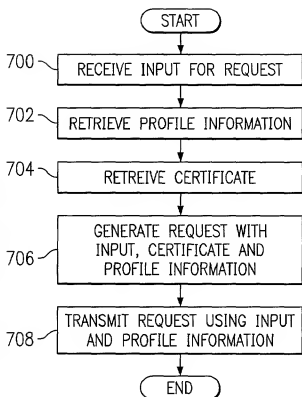 START
700
RECEIVE INPUT FOR REQUEST
702
RETRIEVE PROFILE INFORMATION
704
RETREIVE CERTIFICATE
706
GENERATE REQUEST WITH
INPUT, CERTIFICATE AND
PROFILE INFORMATION
708
TRANSMIT REQUEST USING INPUT
AND PROFILE INFORMATION
END